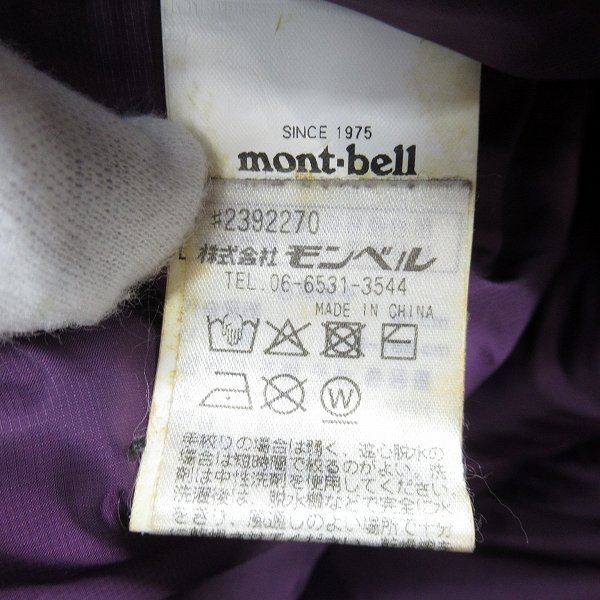 SINCE 1975
mont-bell
#2392270
株式会社 モンベル
TEL.06-6531-3544
MADE IN CHINA
W
手絞りの場合は弱く、遠心脱水の
場合は短時間で絞るのがよい。洗
剤は中性洗剤を使用してください。
洗濯後は、脱水機などで完全に水
をきり、風通しのよい場所で十分